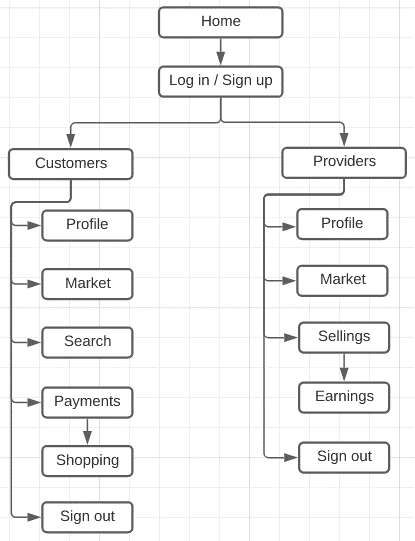 Home
Log in / Sign up
Customers
Profile
Market
Search
Payments
Shopping
Sign out
Providers
Profile
Market
Sellings
Earnings
Sign out